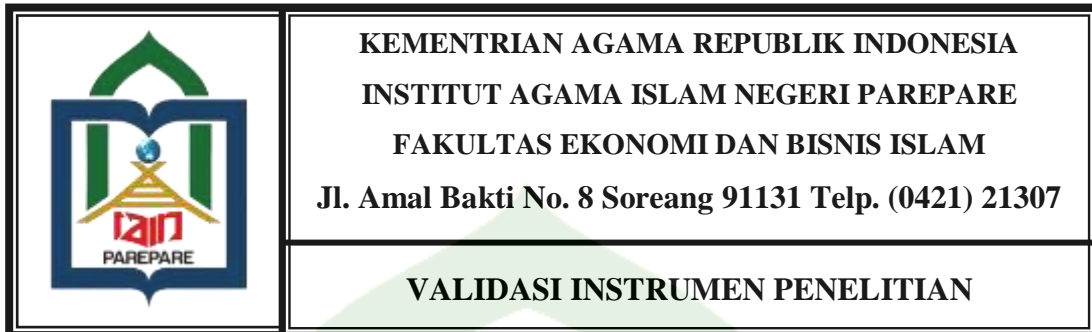 KEMENTRIAN AGAMA REPUBLIK INDONESIA
INSTITUT AGAMA ISLAM NEGERI PAREPARE
FAKULTAS EKONOMI DAN BISNIS ISLAM
Jl. Amal Bakti No. 8 Soreang 91131 Telp. (0421) 21307
iain
PAREPARE
VALIDASI INSTRUMEN PENELITIAN